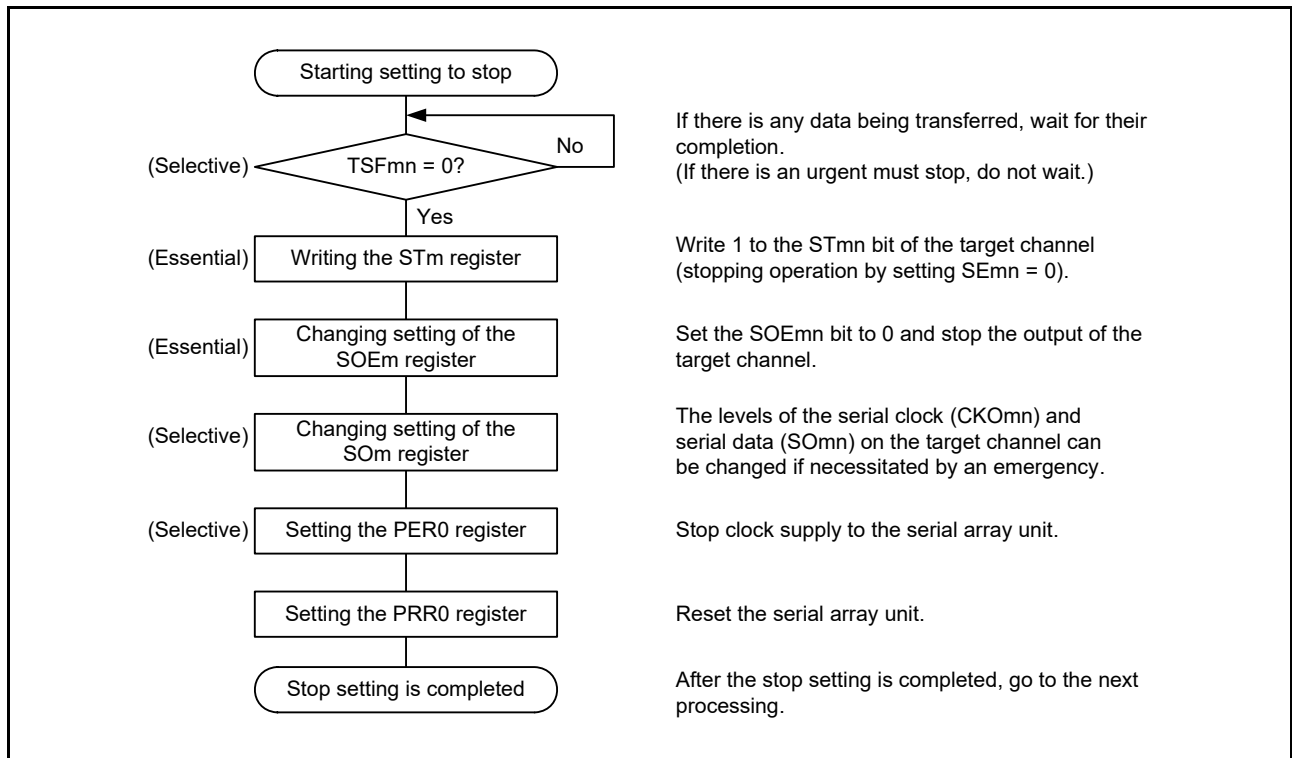 Starting setting to stop
No
(Selective)
TSFmn = 0?
If there is any data being transferred, wait for their
completion.
(If there is an urgent must stop, do not wait.)
Yes
(Essential)
Writing the STm register
Write 1 to the STmn bit of the target channel
(stopping operation by setting SEmn = 0).
(Essential)
Changing setting of the
SOEm register
Set the SOEmn bit to 0 and stop the output of the
target channel.
(Selective)
Changing setting of the
SOm register
The levels of the serial clock (CKOmn) and
serial data (SOmn) on the target channel can
be changed if necessitated by an emergency.
(Selective)
Setting the PER0 register
Stop clock supply to the serial array unit.
Setting the PRR0 register
Reset the serial array unit.
Stop setting is completed
After the stop setting is completed, go to the next
processing.